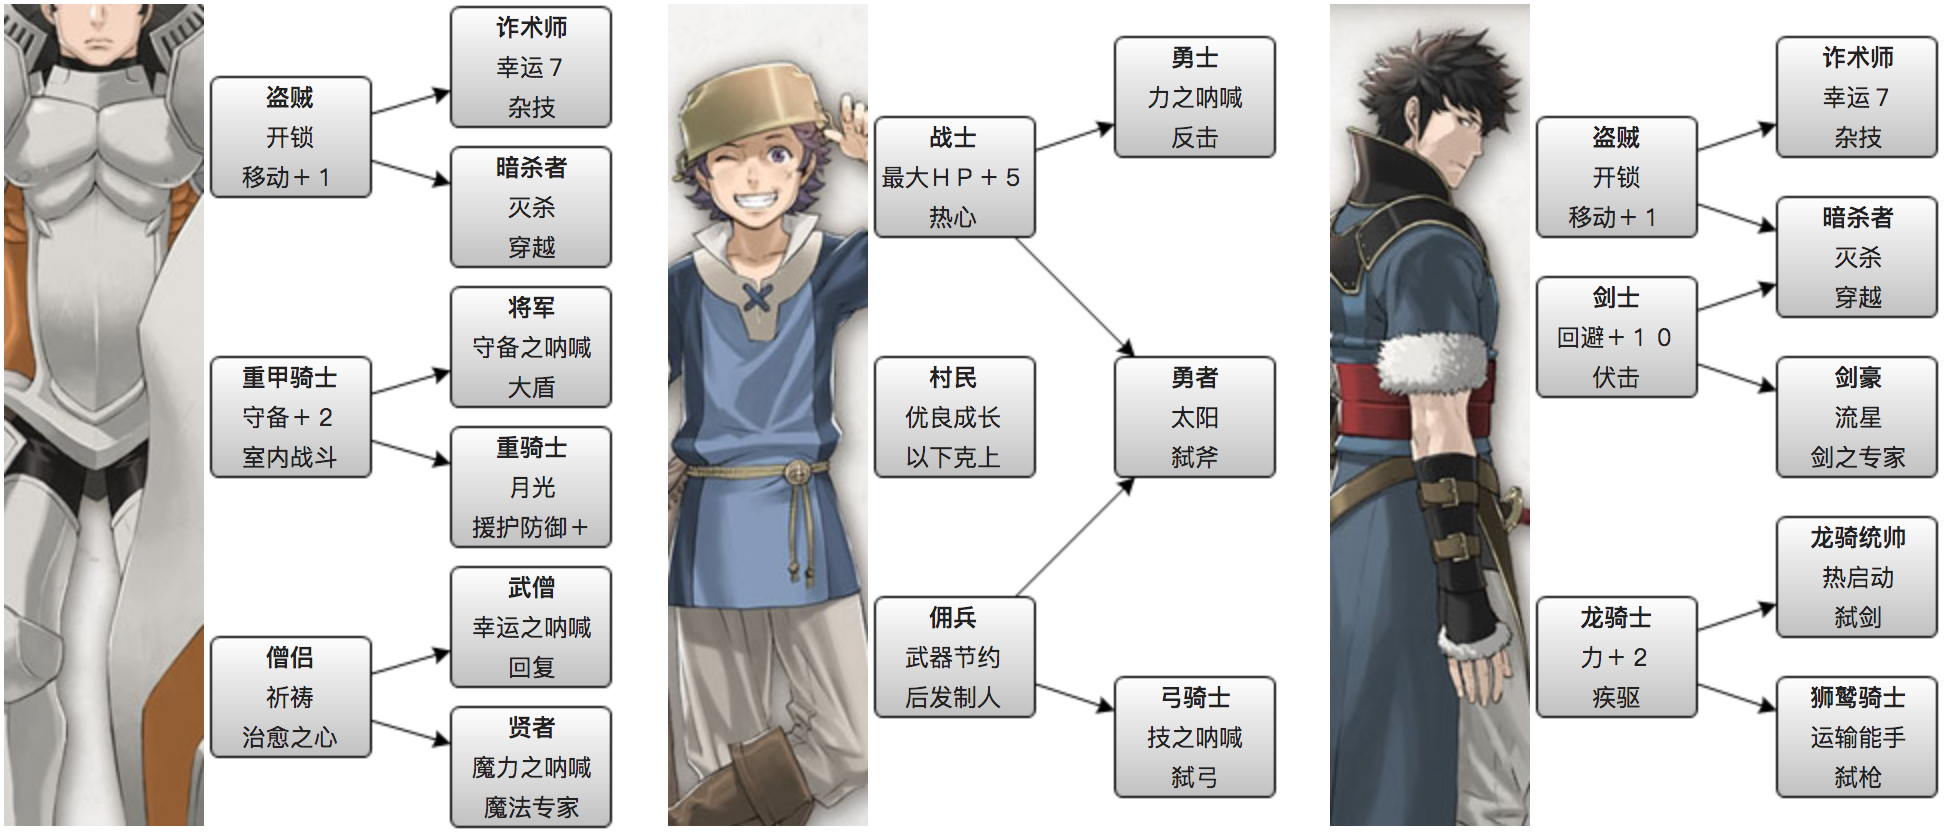 盗贼
开锁
移动＋１
诈术师
幸运７
杂技
暗杀者
灭杀
穿越
重甲骑士
守备＋２
室内战斗
将军
守备之呐喊
大盾
重骑士
月光
援护防御＋
僧侣
祈祷
治愈之心
武僧
幸运之呐喊
回复
贤者
魔力之呐喊
魔法专家
战士
最大ＨＰ＋５
热心
勇士
力之呐喊
反击
村民
优良成长
以下克上
勇者
太阳
弑斧
佣兵
武器节约
后发制人
弓骑士
技之呐喊
弑弓
盗贼
开锁
移动＋１
诈术师
幸运７
杂技
暗杀者
灭杀
穿越
剑士
回避＋１０
伏击
剑豪
流星
剑之专家
龙骑士
力＋２
疾驱
龙骑统帅
热启动
弑剑
狮鹫骑士
运输能手
弑枪